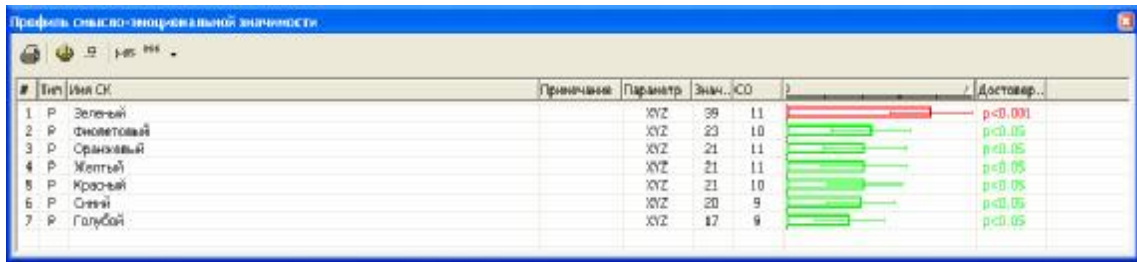 Профиль смысло-эмоциональной значимости
# Тип Имя СК Примечание Параметр Знач.. СО Достовер..
1 Р Зеленый XYZ 39 11 p<0.001
2 Р Фиолетовый XYZ 23 10 p<0.05
3 Р Оранжевый XYZ 21 11 p<0.05
4 Р Желтый XYZ 21 11 p<0.05
5 Р Красный XYZ 21 10 p<0.05
6 Р Синий XYZ 20 9 p<0.05
7 Р Голубой XYZ 17 9 p<0.05